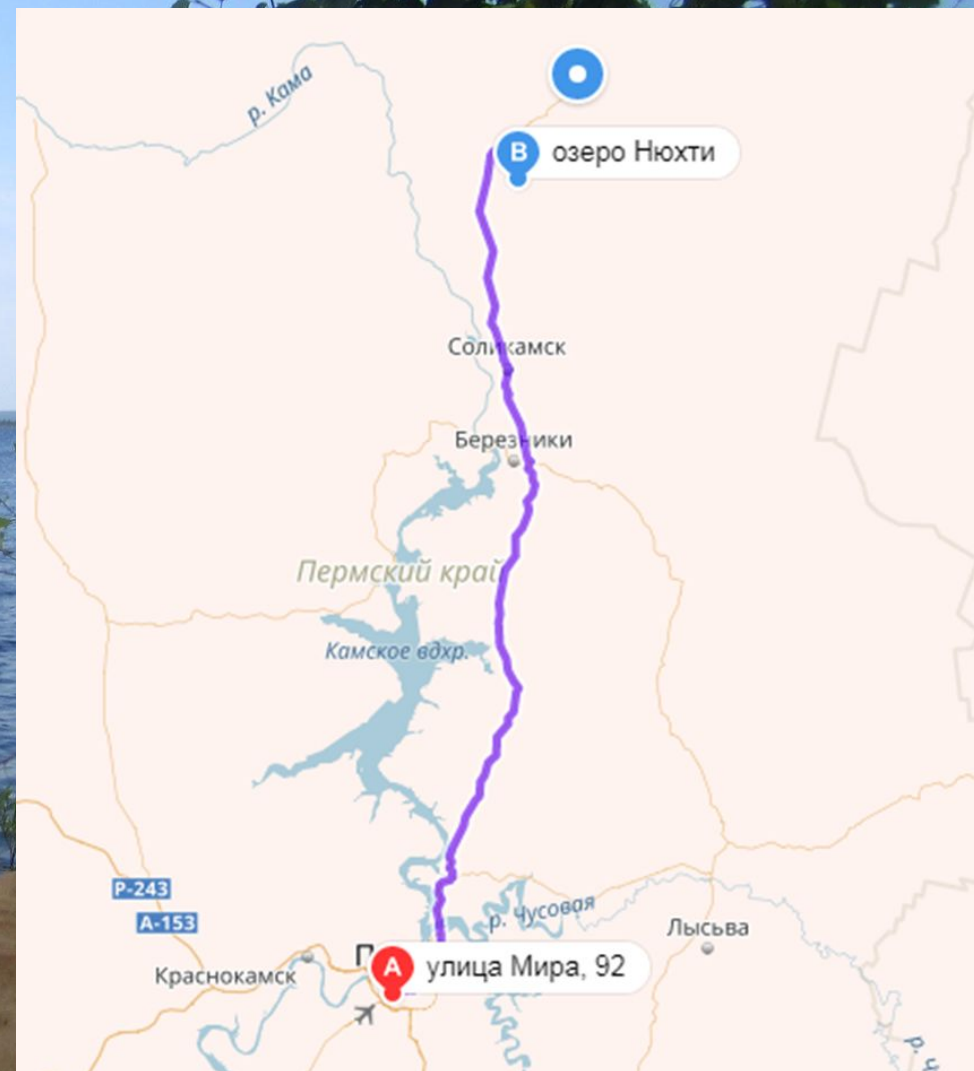 р. Кама
B озеро Нюхти
Соликамск
Березники
Пермский край
Камское вдхр.
Р-243
А-153
р. Чусовая
Лысьва
П
A улица Мира, 92
Краснокамск
р. Ч